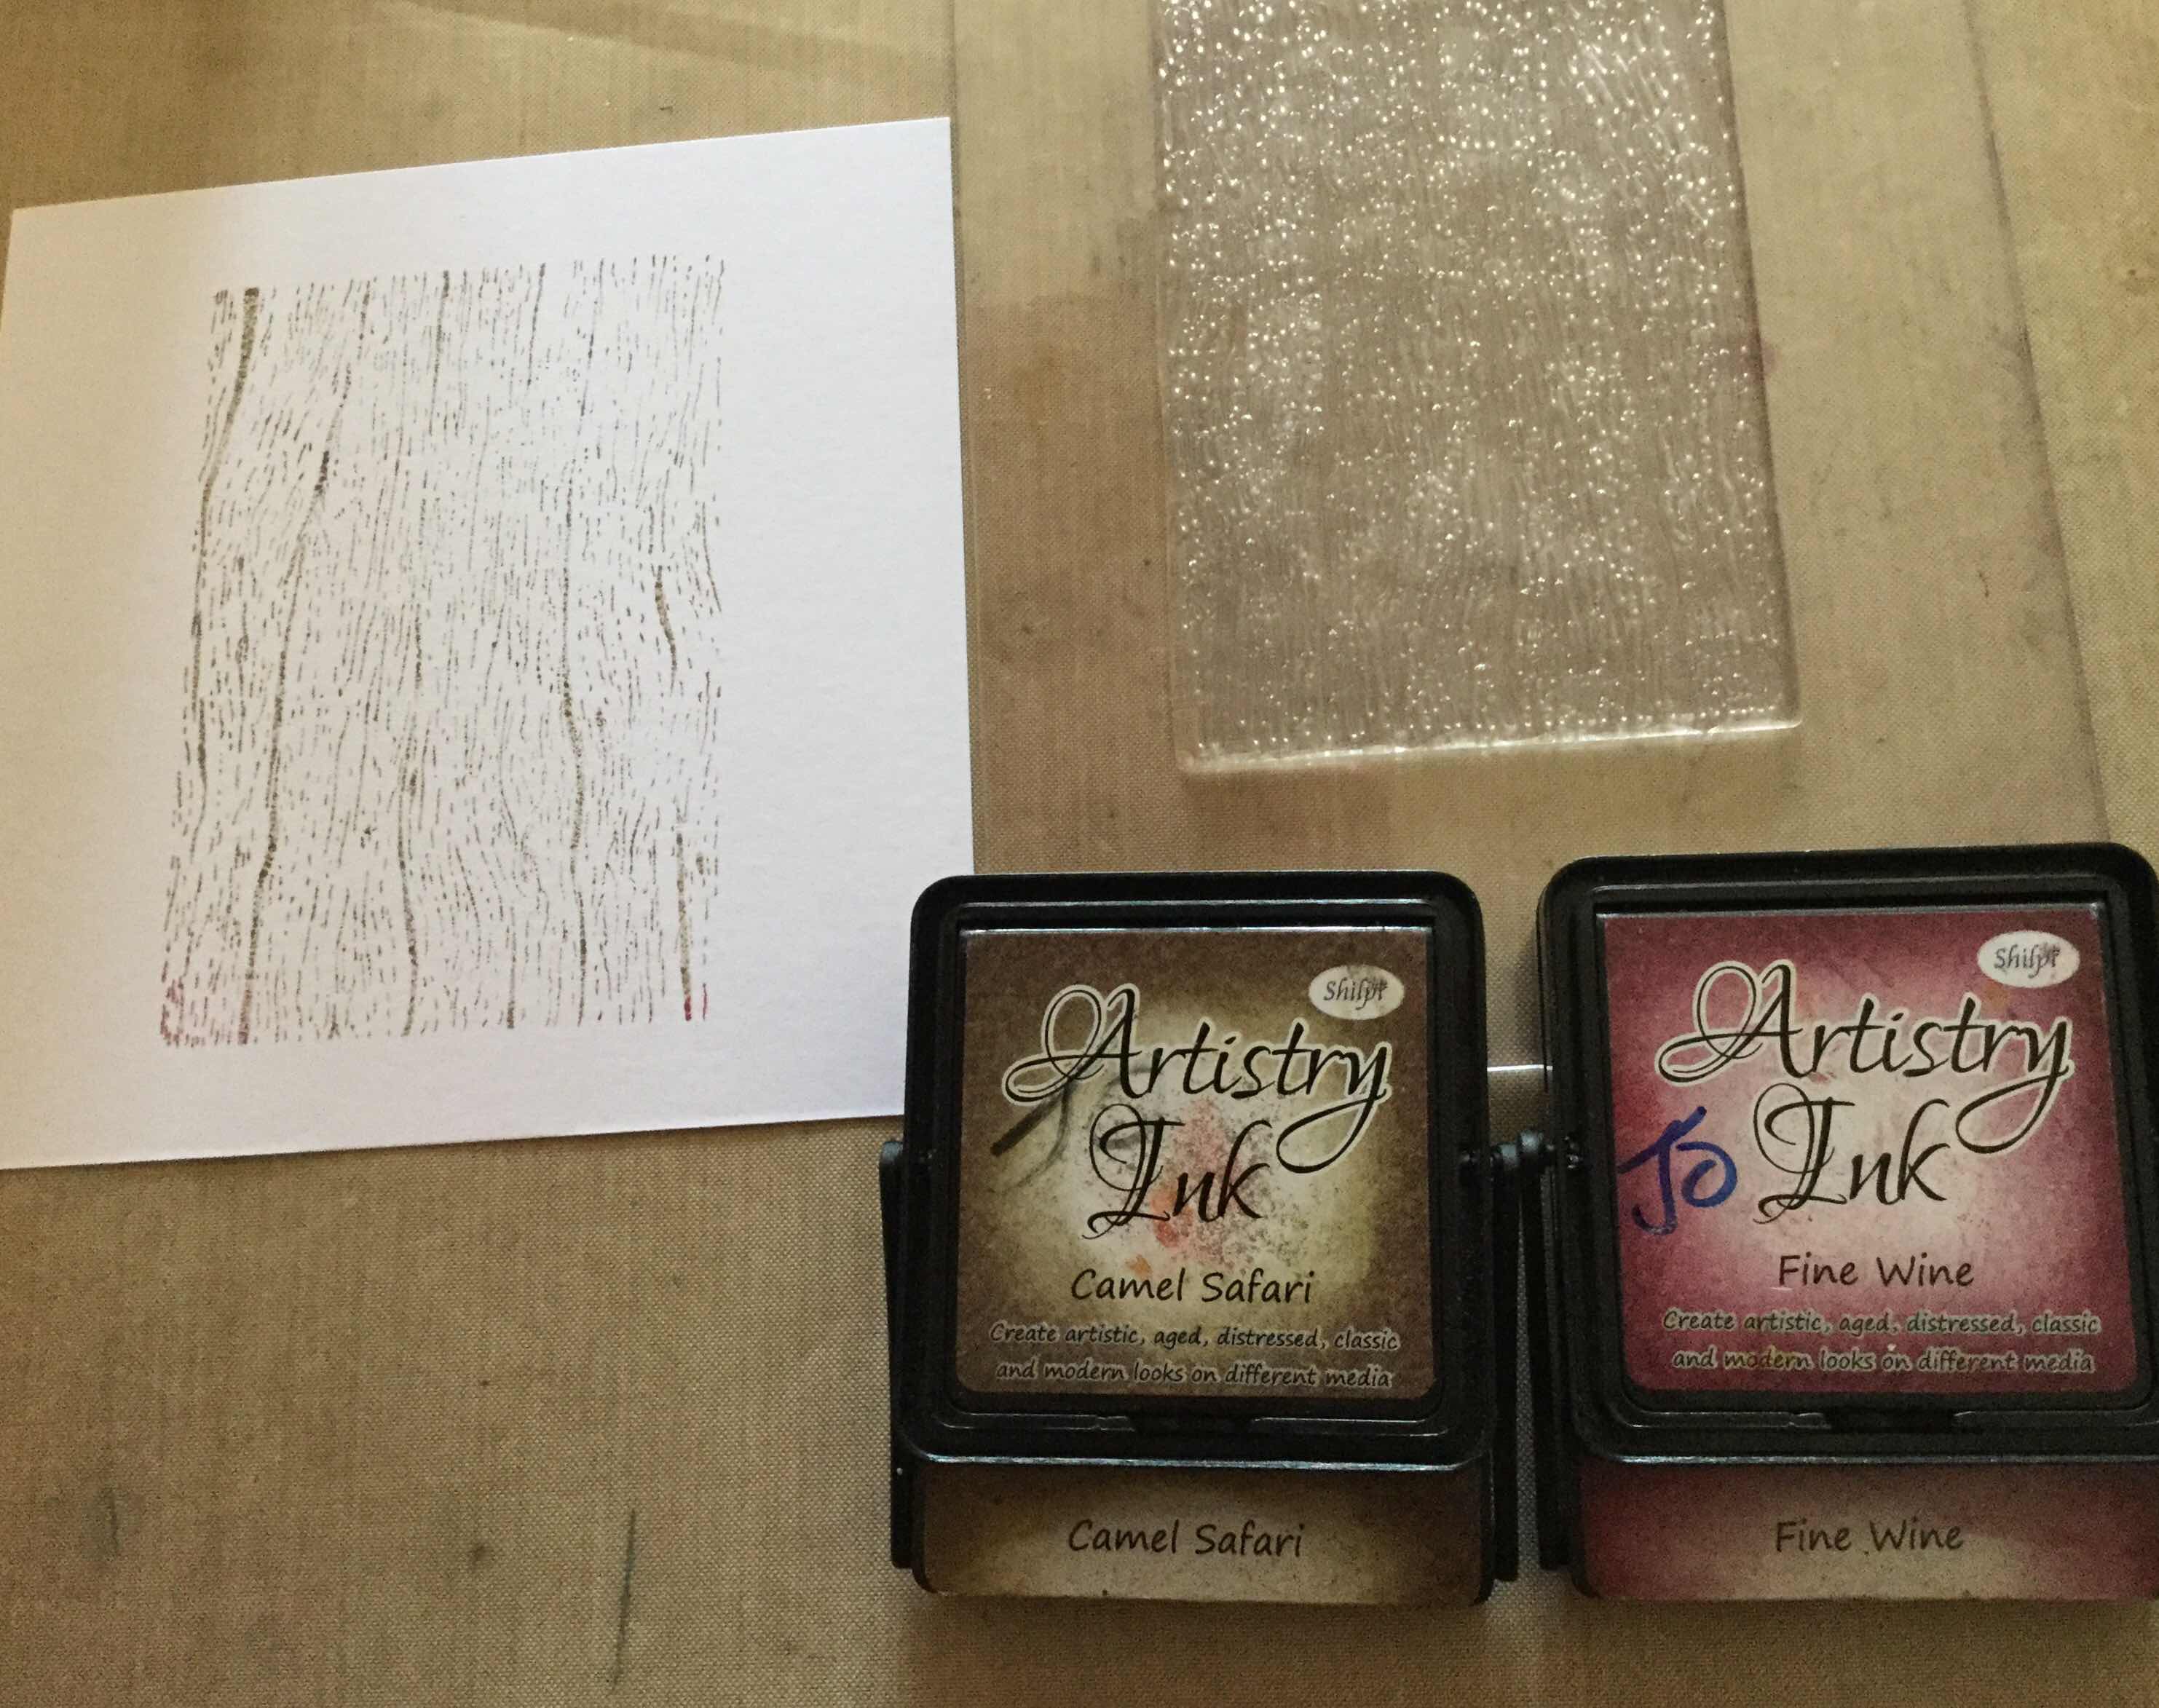 Shilpi
Artistry
Ink
Camel Safari
Create artistic, aged, distressed, classic
and modern looks on different media
Camel Safari
Shilpi
Artistry
JO Ink
Fine Wine
Create artistic, aged, distressed, classic
and modern looks on different media
Fine Wine